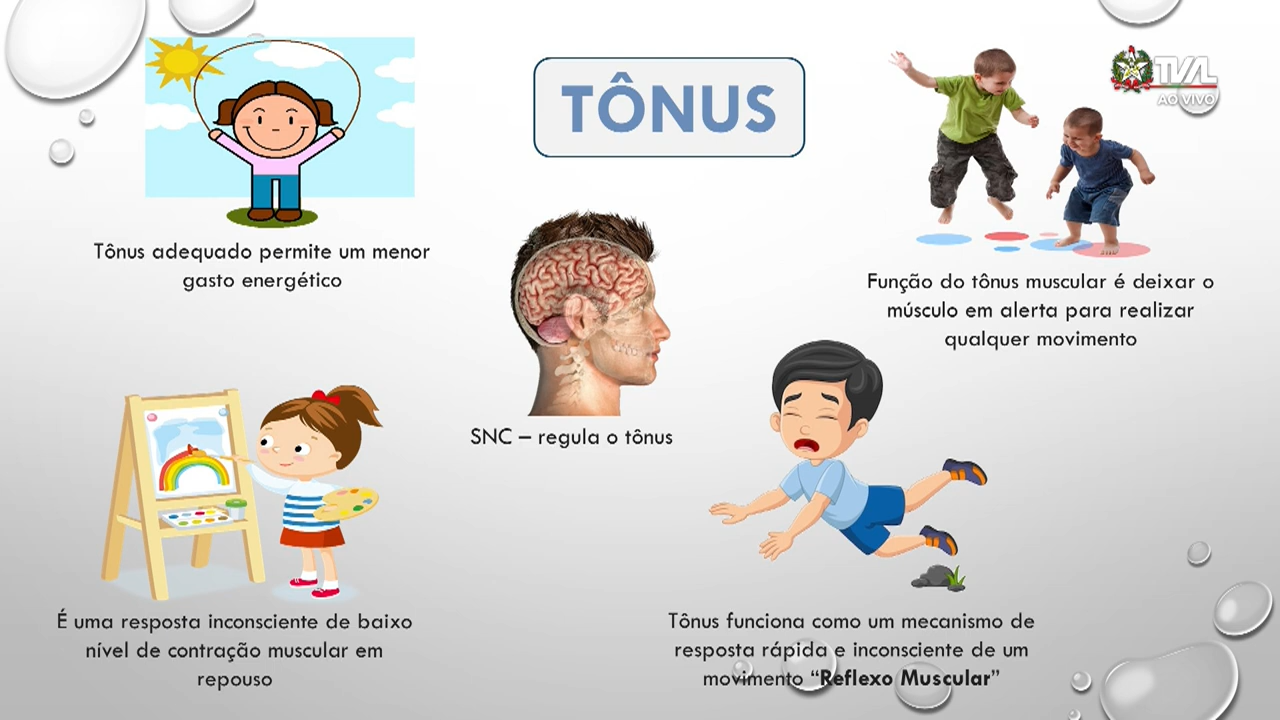 TÔNUS
TVAL
AO VIVO
Tônus adequado permite um menor
gasto energético
Função do tônus muscular é deixar o
músculo em alerta para realizar
qualquer movimento
SNC – regula o tônus
É uma resposta inconsciente de baixo
nível de contração muscular em
repouso
Tônus funciona como um mecanismo de
resposta rápida e inconsciente de um
movimento “Reflexo Muscular”